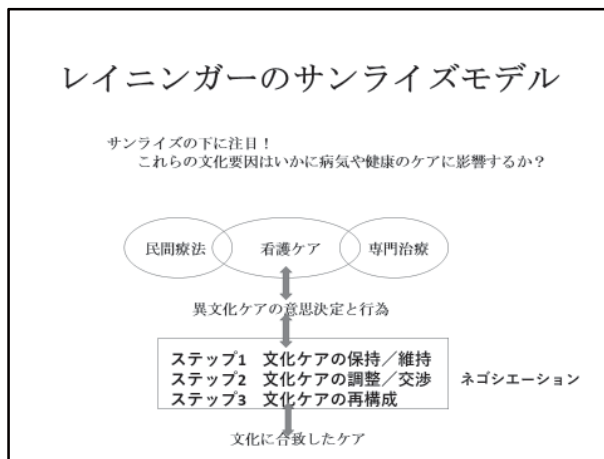 レイニンガーのサンライズモデル
サンライズの下に注目！
これらの文化要因はいかに病気や健康のケアに影響するか？
民間療法
看護ケア
専門治療
異文化ケアの意思決定と行為
ステップ1　文化ケアの保持／維持
ステップ2　文化ケアの調整／交渉
ステップ3　文化ケアの再構成
ネゴシエーション
文化に合致したケア